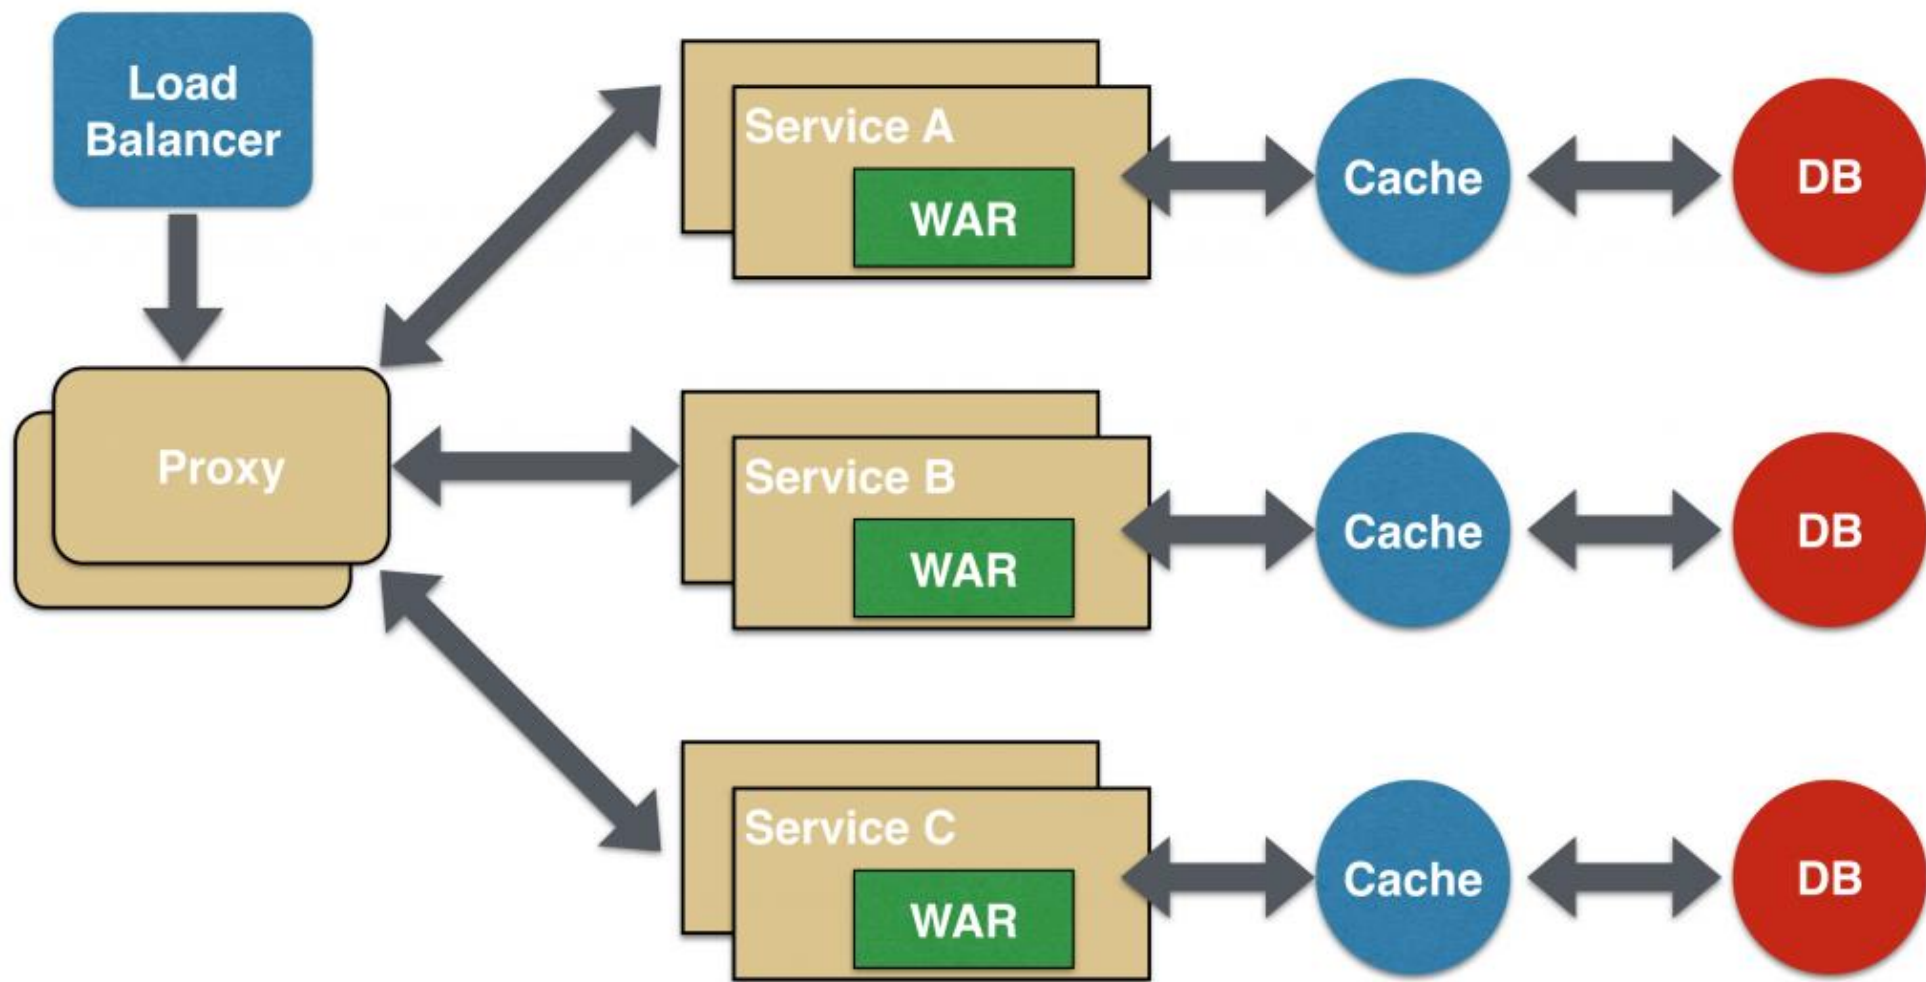 Load
Balancer
Proxy
Service A
WAR
Cache
DB
Service B
WAR
Cache
DB
Service C
WAR
Cache
DB